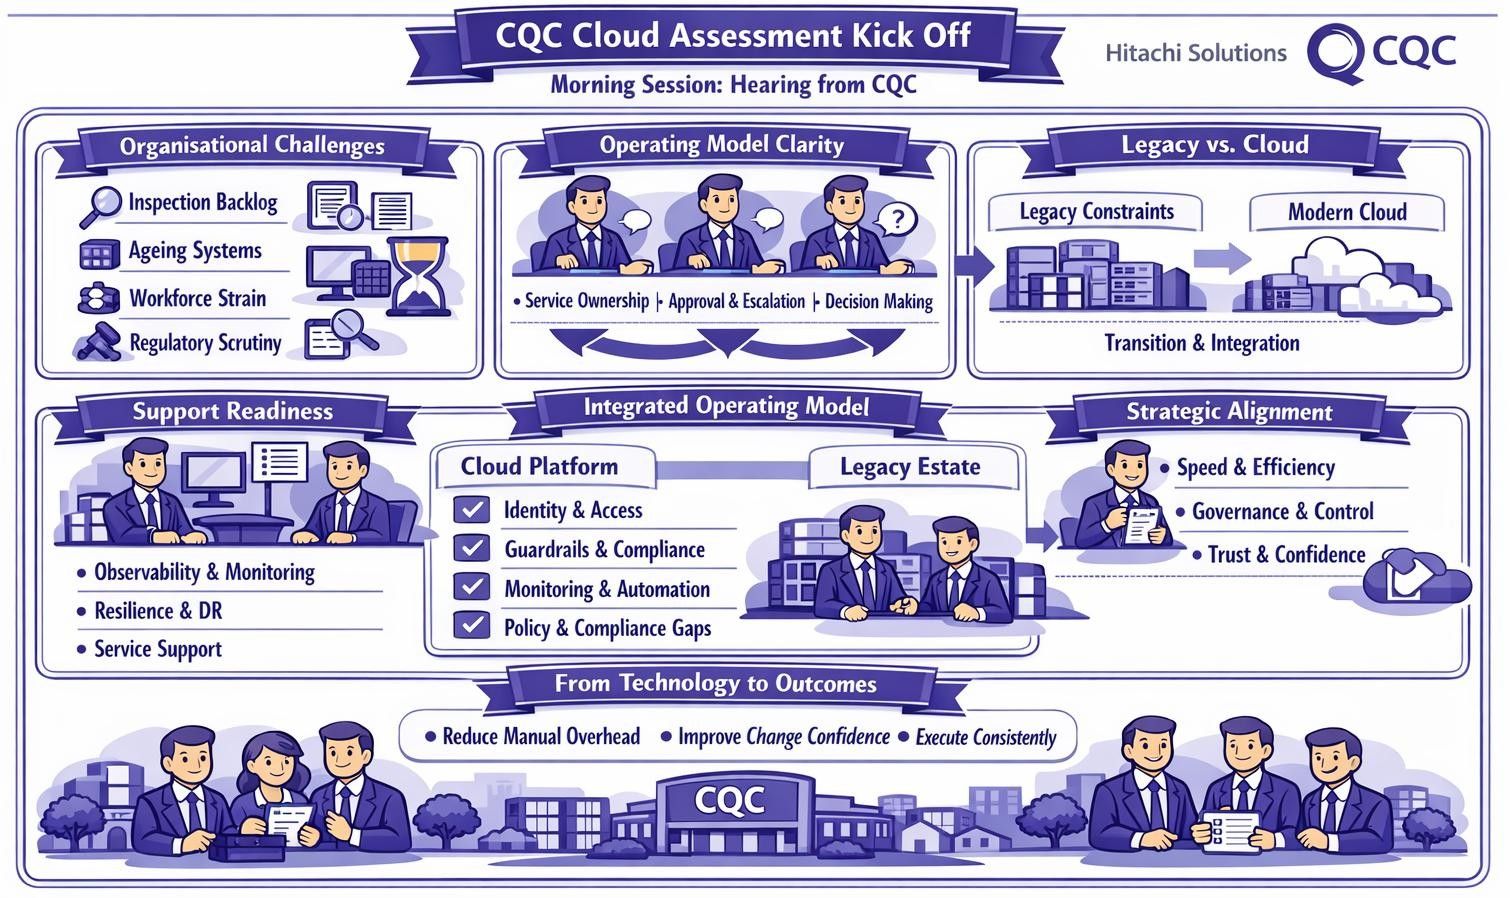 CQC Cloud Assessment Kick Off
Morning Session: Hearing from CQC
Hitachi Solutions
CQC
Organisational Challenges
Inspection Backlog
Ageing Systems
Workforce Strain
Regulatory Scrutiny
Operating Model Clarity
?
• Service Ownership |• Approval & Escalation |• Decision Making
Legacy vs. Cloud
Legacy Constraints
Modern Cloud
Transition & Integration
Support Readiness
• Observability & Monitoring
• Resilience & DR
• Service Support
Integrated Operating Model
Cloud Platform
Legacy Estate
Identity & Access
Guardrails & Compliance
Monitoring & Automation
Policy & Compliance Gaps
Strategic Alignment
• Speed & Efficiency
• Governance & Control
• Trust & Confidence
From Technology to Outcomes
• Reduce Manual Overhead • Improve Change Confidence • Execute Consistently
CQC